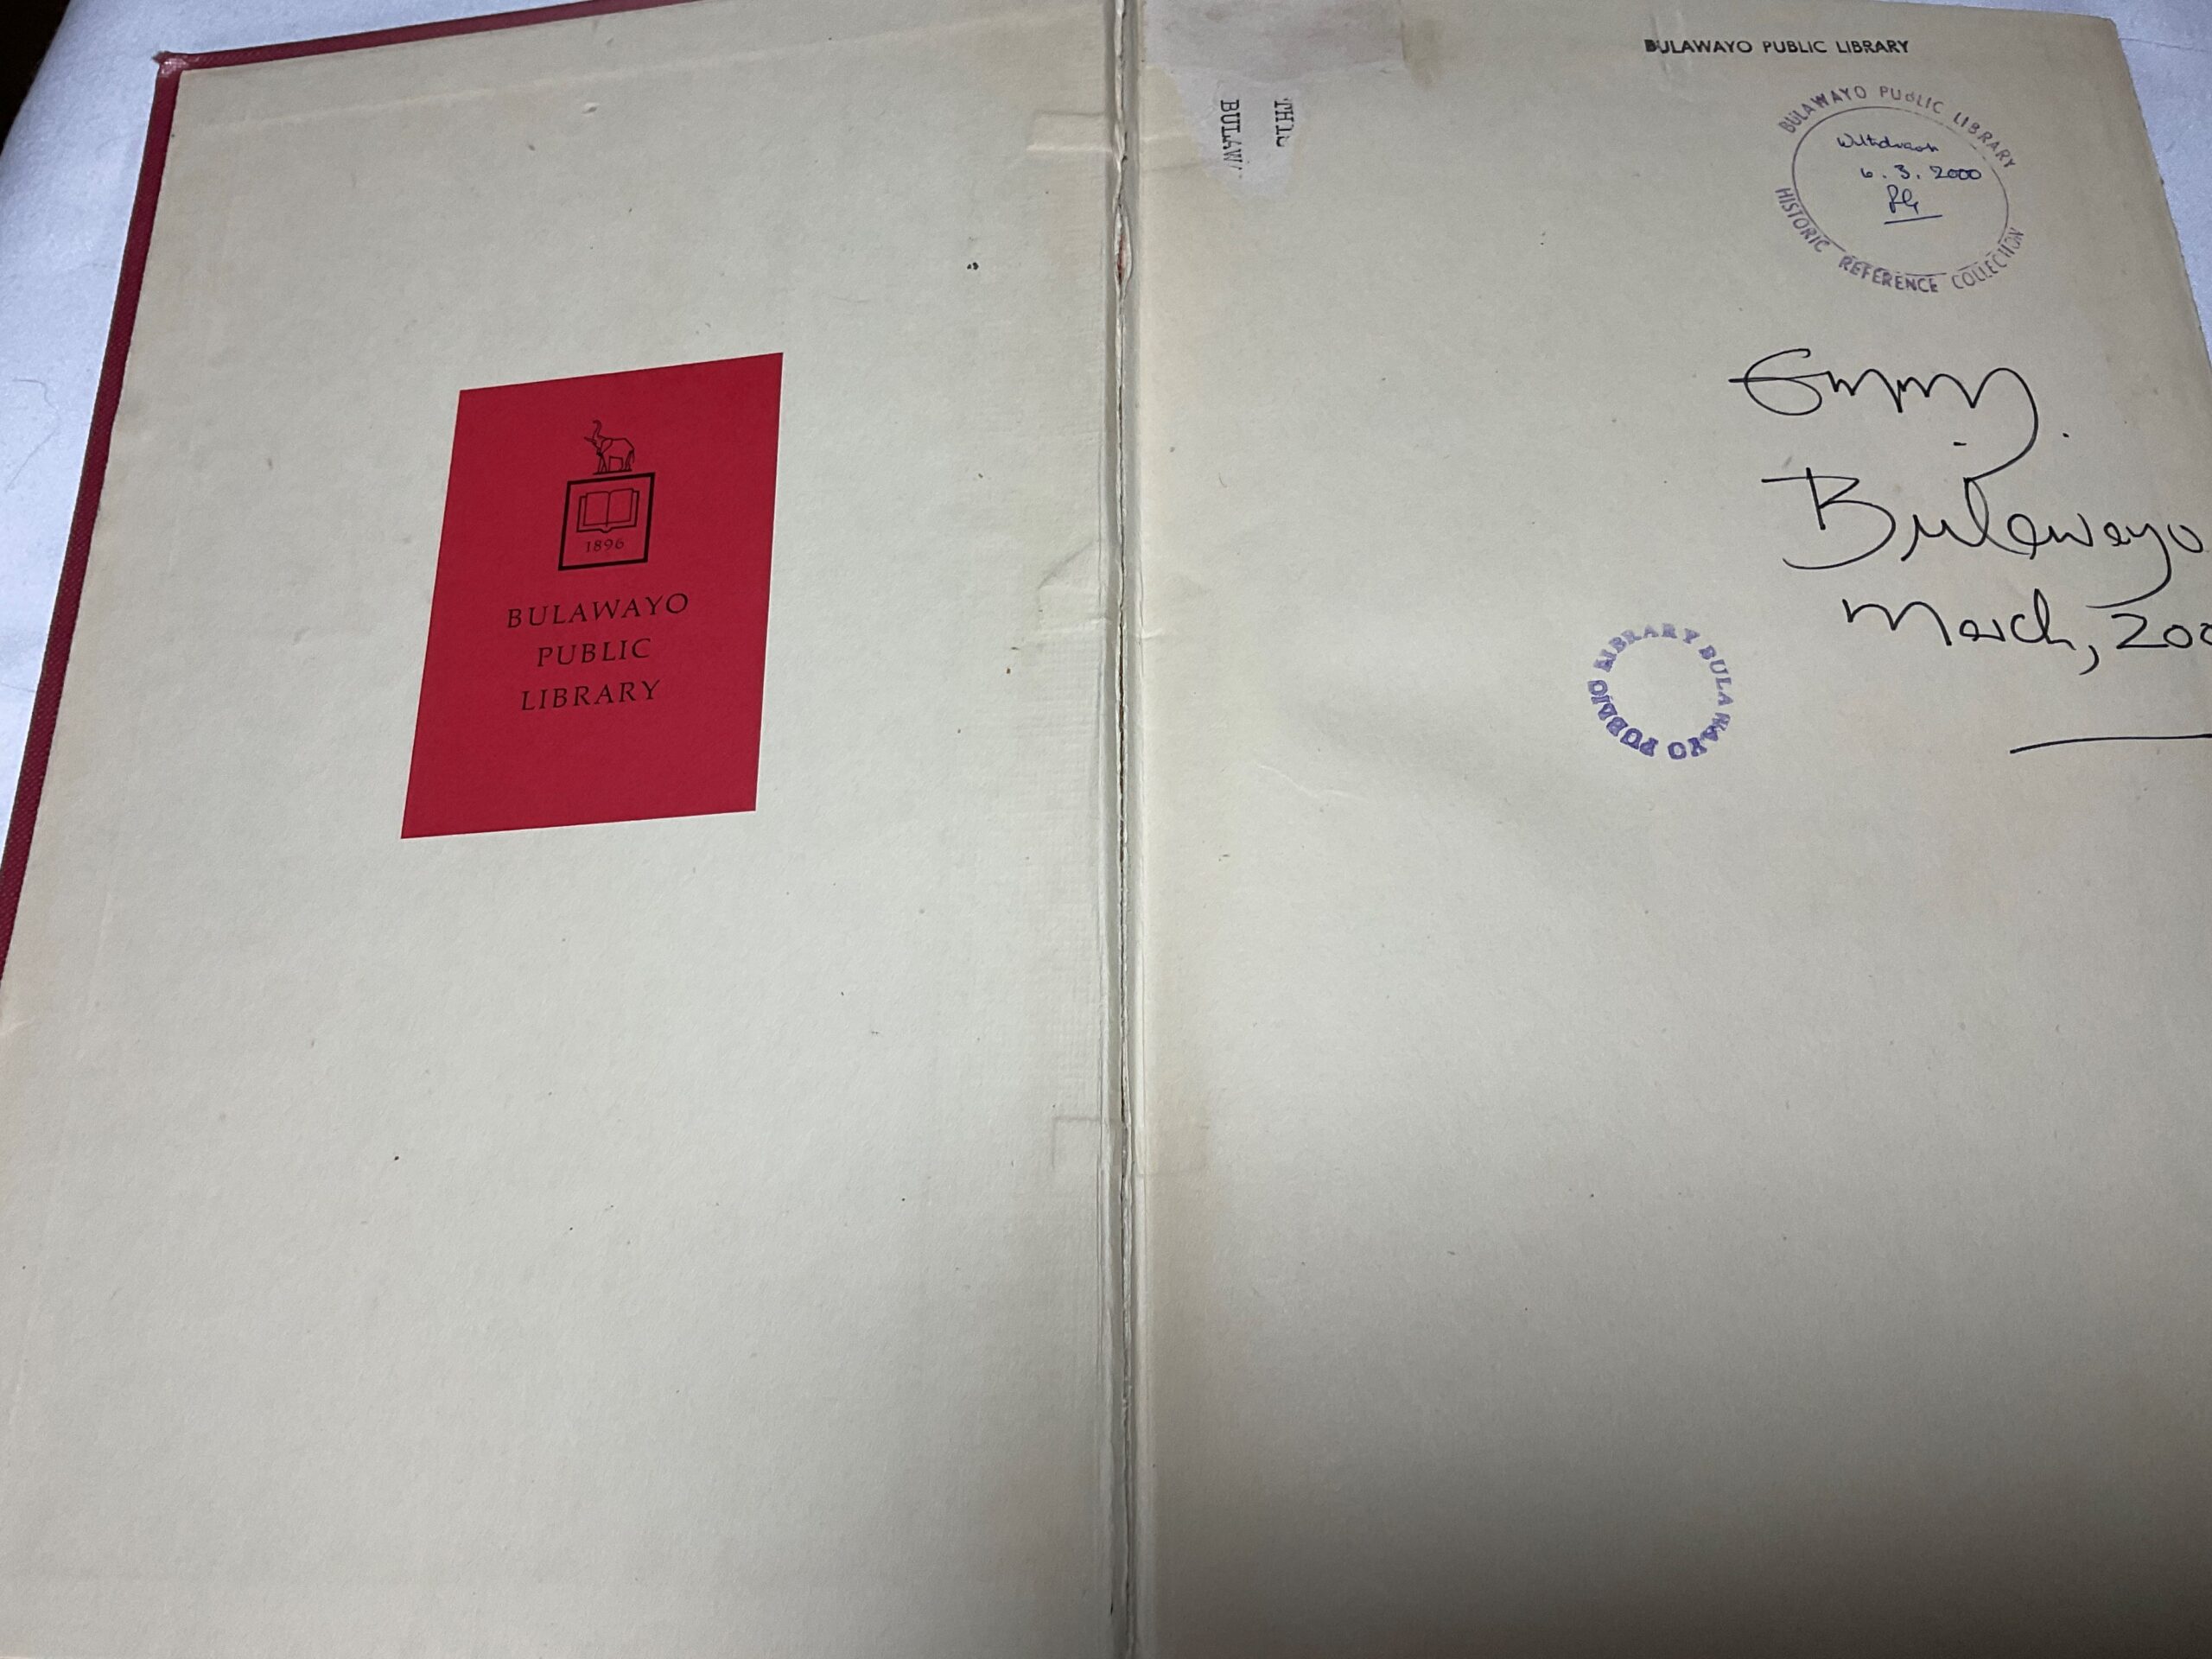 1896
BULAWAYO
PUBLIC
LIBRARY
BULAW
BULAWAYO PUBLIC LIBRARY
BULAWAYO PUBLIC LIBRARY
Withdrawn
6.3.2000
HISTORIC REFERENCE COLLECTION
Bulawayo
March, 200
BULAWAYO PUBLIC LIBRARY